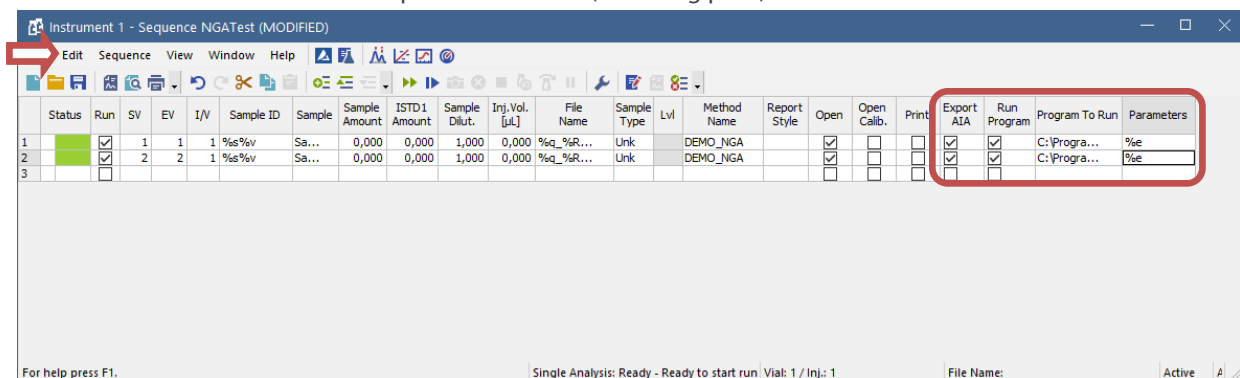 Instrument 1 - Sequence NGATest (MODIFIED)
Edit Sequence View Window Help
Status Run SV EV I/V Sample ID Sample Sample Amount ISTD1 Amount Sample Dilut. Inj.Vol. [µL] File Name Sample Type Lvl Method Name Report Style Open Open Calib. Print Export AIA Run Program Program To Run Parameters
1 1 1 1 %s%v Sa... 0,000 0,000 1,000 0,000 %q_%R... Unk DEMO_NGA C:\Progra... %e
2 2 2 1 %s%v Sa... 0,000 0,000 1,000 0,000 %q_%R... Unk DEMO_NGA C:\Progra... %e
3
For help press F1. Single Analysis: Ready - Ready to start run Vial: 1 / Inj.: 1 File Name: Active